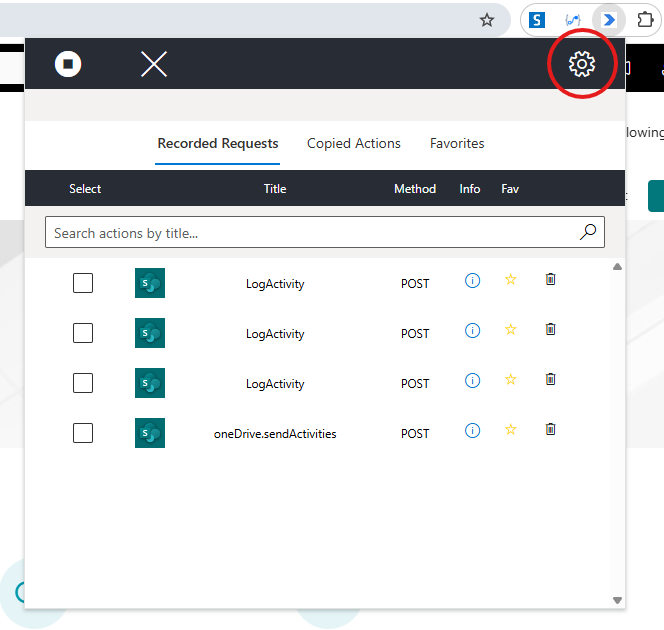 S
lowing
Recorded Requests Copied Actions Favorites
Select Title Method Info Fav
Search actions by title...
S LogActivity POST
S LogActivity POST
S LogActivity POST
S oneDrive.sendActivities POST